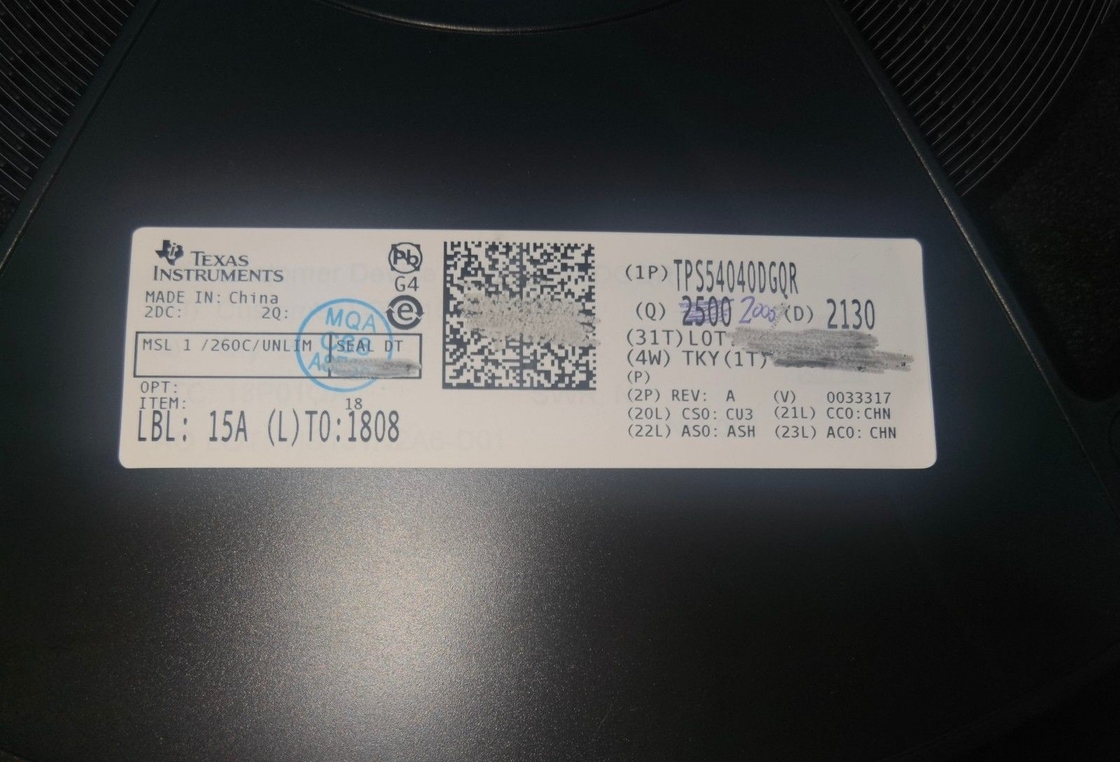 TEXAS
INSTRUMENTS
MADE IN: China
2DC: 2Q:
MSL 1 /260C/UNLIM SEAL DT
OPT:
ITEM: 18
LBL: 15A (L)TO:1808
Pb
G4
e
MQA
(1P) TPS54040DGQR
(Q) 2500 2000 (D) 2130
(31T) LOT
(4W) TKY (1T)
(P)
(2P) REV: A (V) 0033317
(20L) CSO: CU3 (21L) CCO: CHN
(22L) ASO: ASH (23L) ACO: CHN